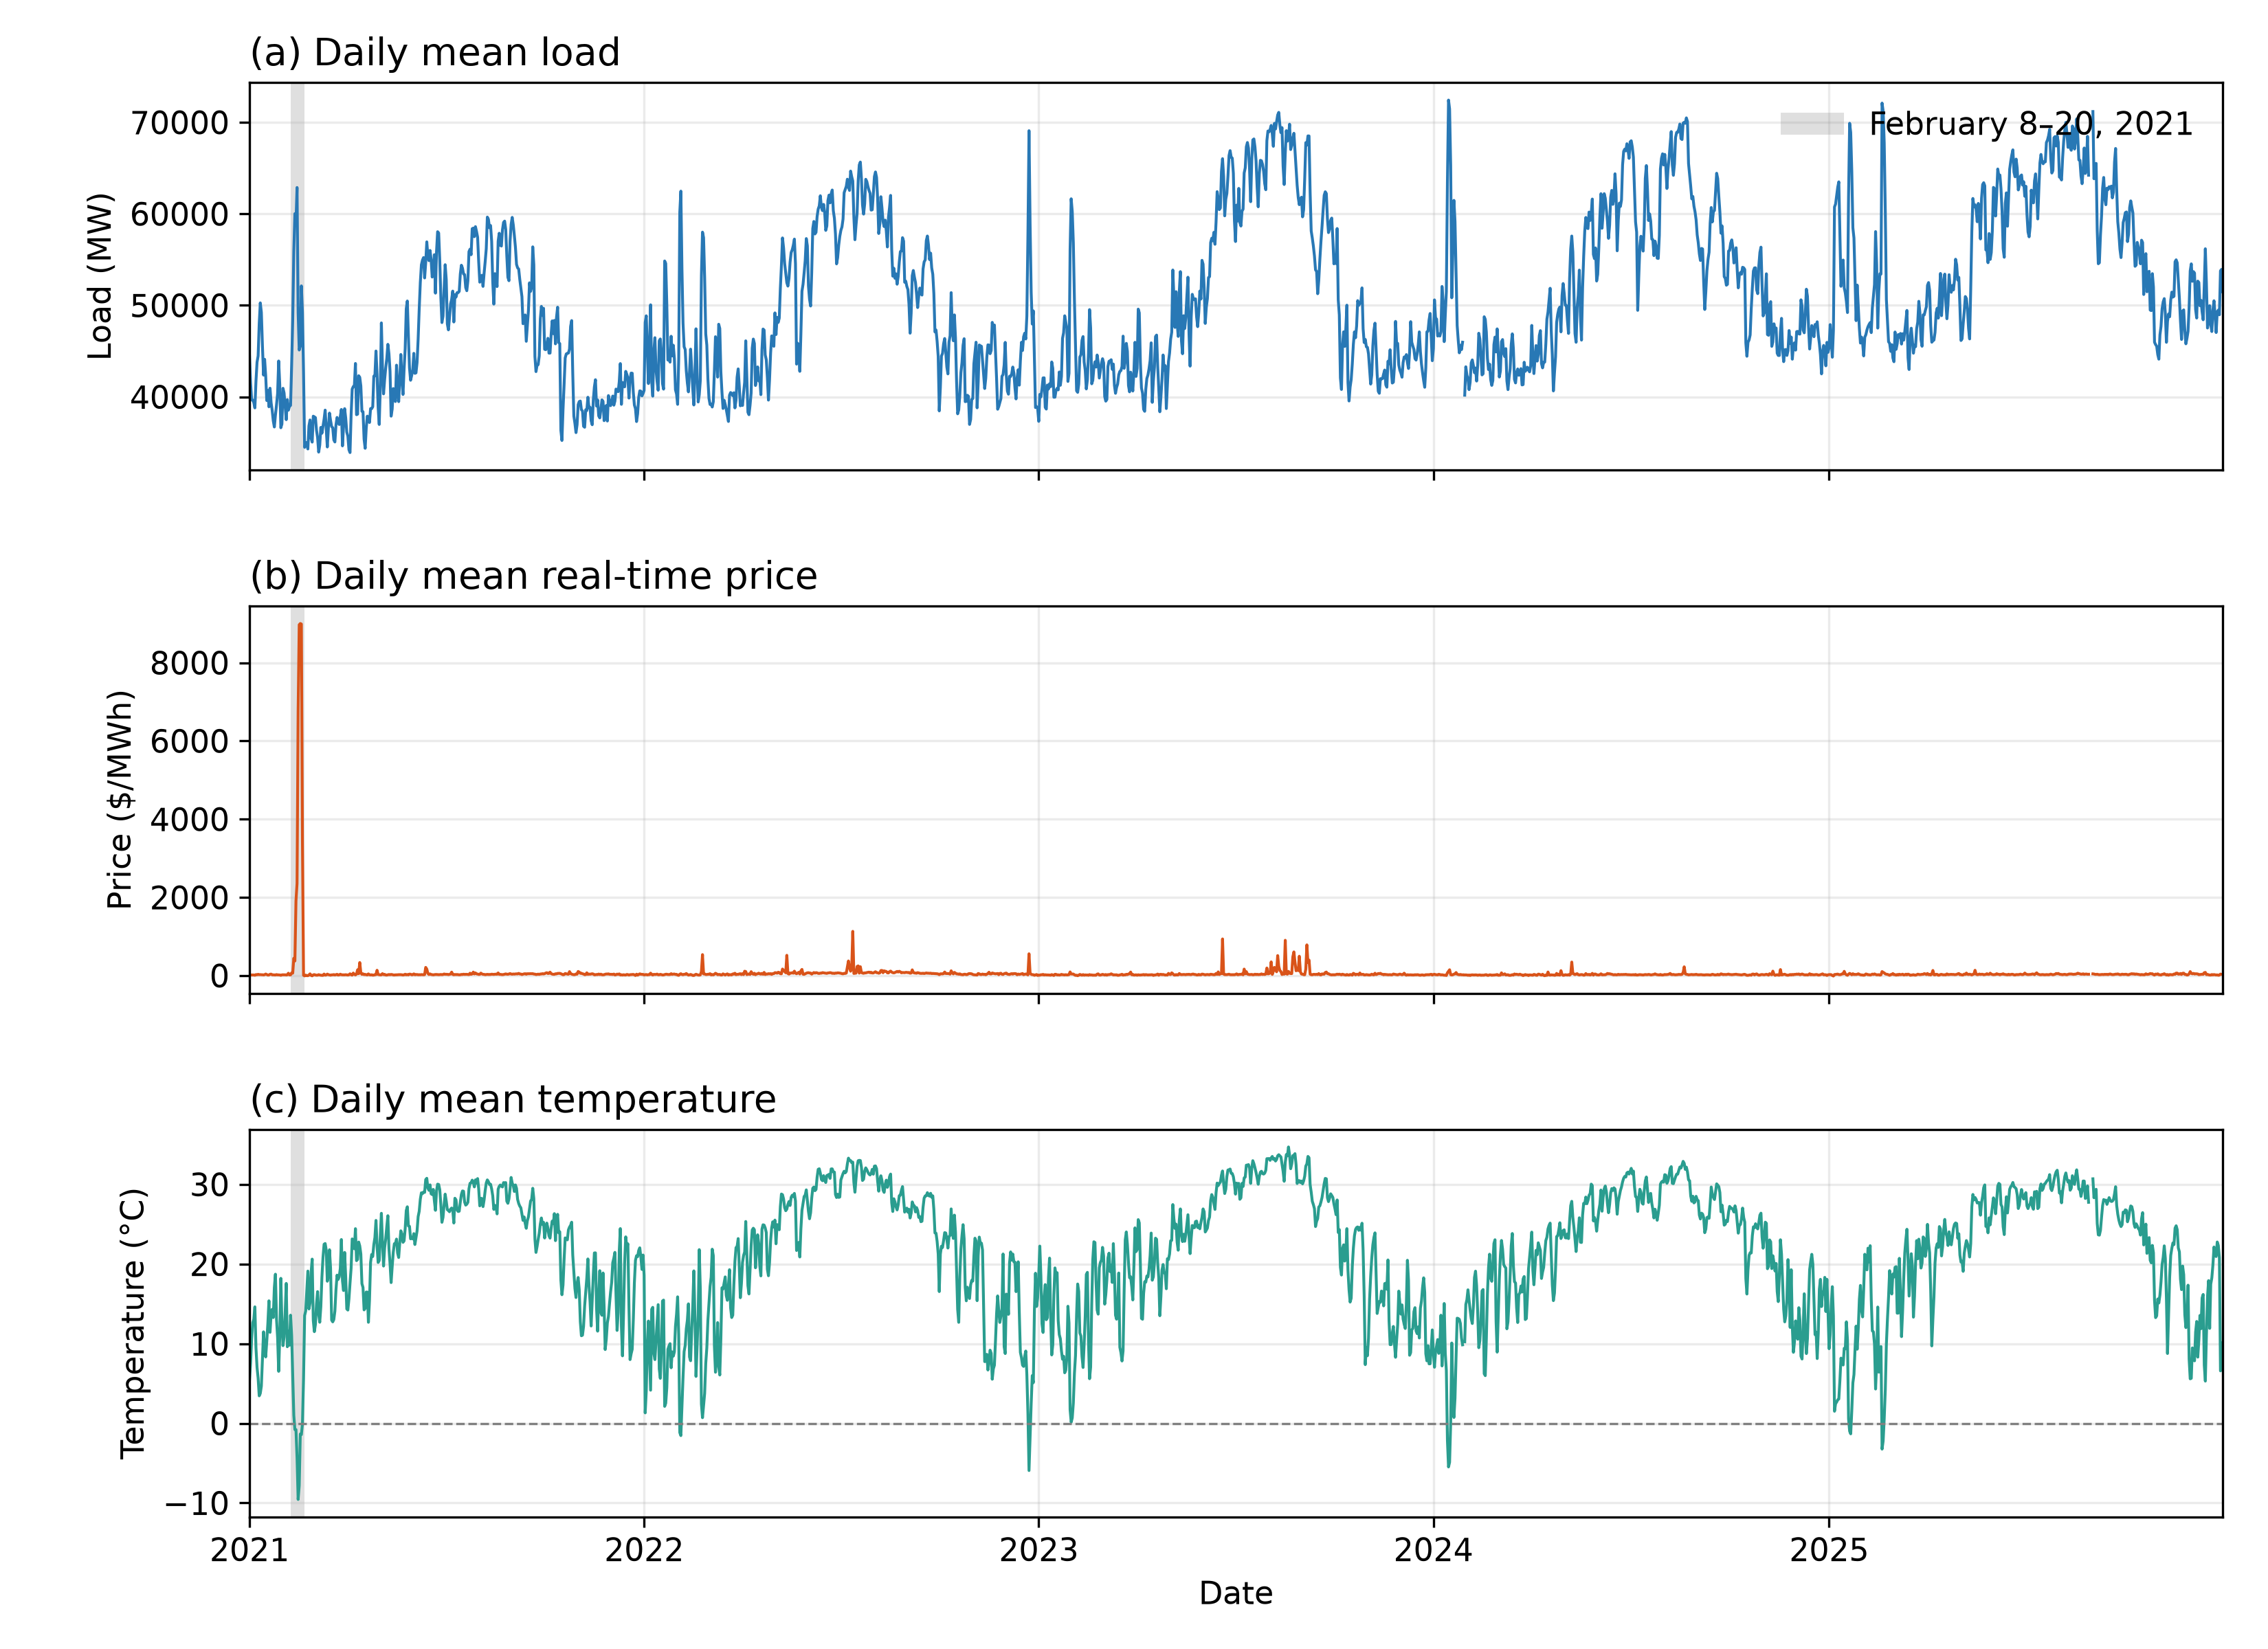 (a) Daily mean load
Load (MW)
70000
60000
50000
40000
February 8–20, 2021
(b) Daily mean real-time price
Price ($/MWh)
8000
6000
4000
2000
0
(c) Daily mean temperature
Temperature (°C)
30
20
10
0
−10
2021
2022
2023
2024
2025
Date